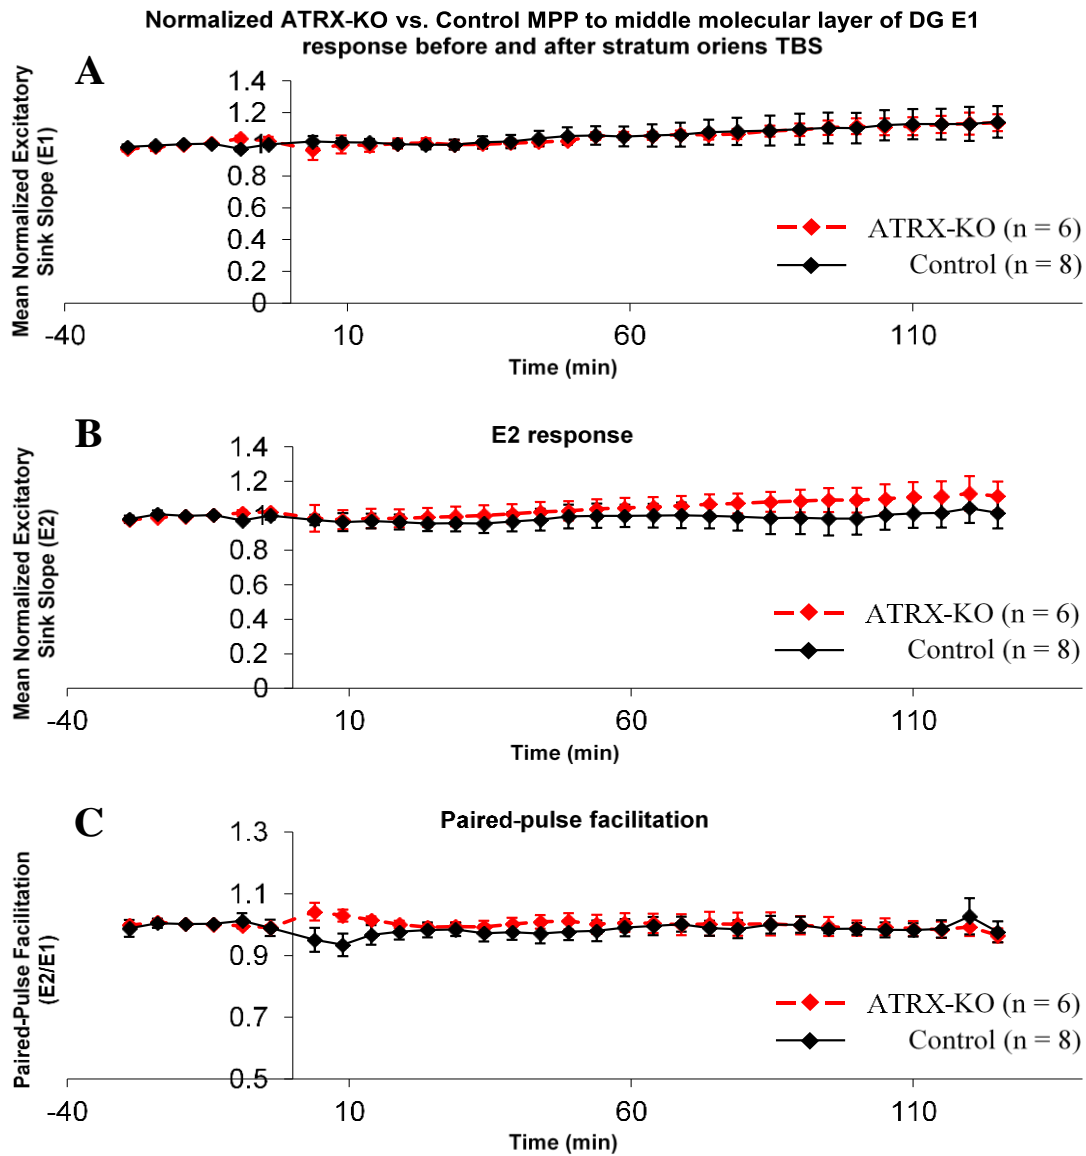 Normalized ATRX-KO vs. Control MPP to middle molecular layer of DG E1
response before and after stratum oriens TBS
A
Mean Normalized Excitatory
Sink Slope (E1)
1.4
1.2
1
0.8
0.6
0.4
0.2
0
ATRX-KO (n = 6)
Control (n = 8)
-40 10 60 110
Time (min)
B
E2 response
Mean Normalized Excitatory
Sink Slope (E2)
1.4
1.2
1
0.8
0.6
0.4
0.2
0
ATRX-KO (n = 6)
Control (n = 8)
-40 10 60 110
Time (min)
C
Paired-pulse facilitation
Paired-Pulse Facilitation
(E2/E1)
1.3
1.1
0.9
0.7
0.5
ATRX-KO (n = 6)
Control (n = 8)
-40 10 60 110
Time (min)